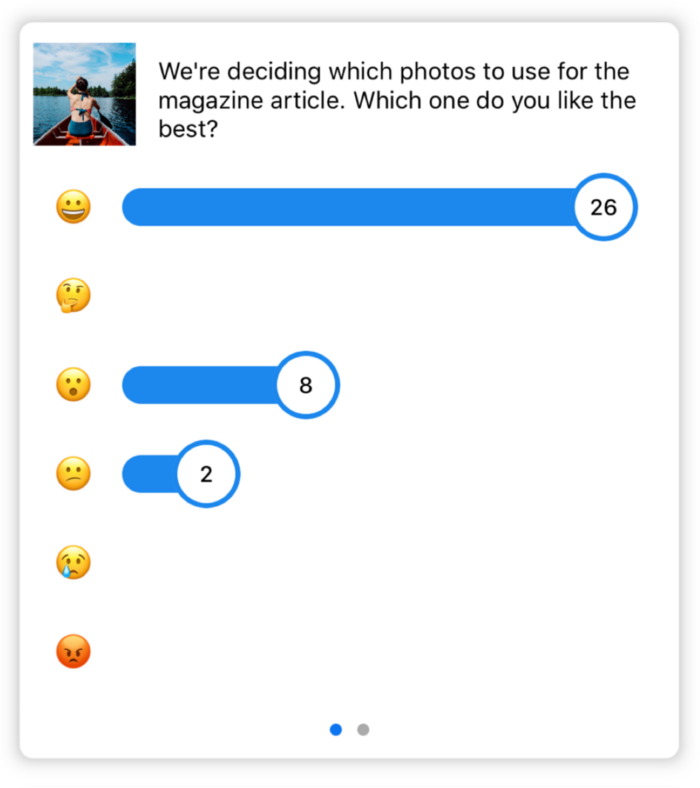 We're deciding which photos to use for the
magazine article. Which one do you like the
best?
26
8
2